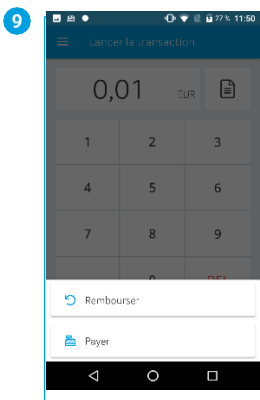 9
27% 11:50
Lancer la transaction
0,01 EUR
1 2 3
4 5 6
7 8 9
0 DEL
Rembourser
Payer